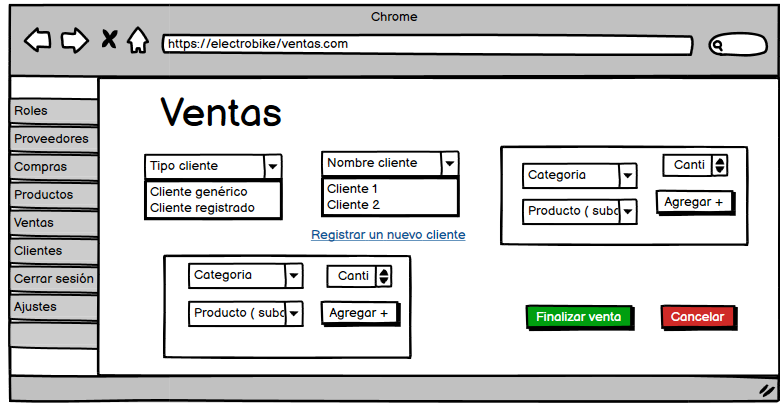 Chrome
https://electrobike/ventas.com
Roles
Proveedores
Compras
Productos
Ventas
Clientes
Cerrar sesión
Ajustes
Ventas
Tipo cliente
Cliente genérico
Cliente registrado
Nombre cliente
Cliente 1
Cliente 2
Registrar un nuevo cliente
Categoria
Canti
Producto ( subc
Agregar +
Categoria
Canti
Producto ( subc
Agregar +
Finalizar venta
Cancelar